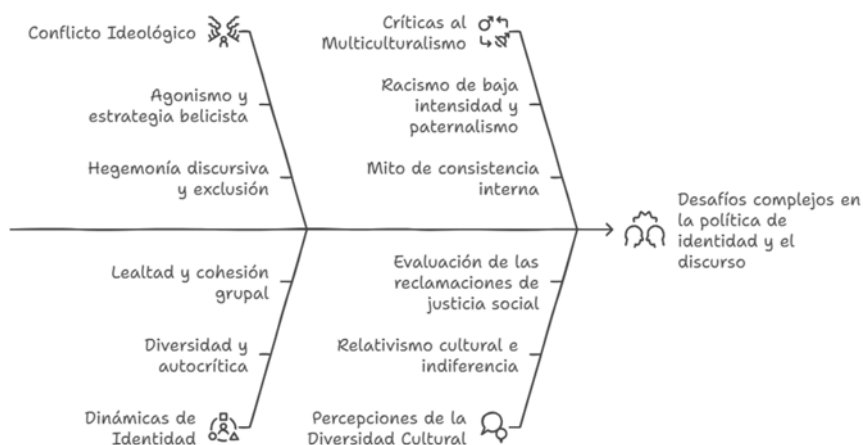 Conflicto Ideológico
Agonismo y
estrategia belicista
Hegemonía discursiva
y exclusión
Críticas al
Multiculturalismo
Racismo de baja
intensidad y
paternalismo
Mito de consistencia
interna
Desafíos complejos en
la política de
identidad y el
discurso
Lealtad y cohesión
grupal
Diversidad y
autocrítica
Dinámicas de
Identidad
Evaluación de las
reclamaciones de
justicia social
Relativismo cultural e
indiferencia
Percepciones de la
Diversidad Cultural